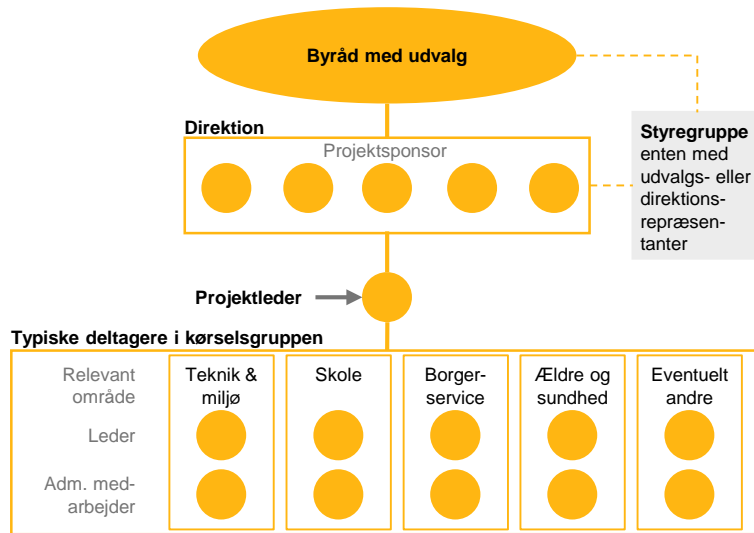 Byråd med udvalg
Direktion
Projektsponsor
Styregruppe
enten med
udvalgs- eller
direktions-
repræsen-
tanter
Projektleder
Typiske deltagere i kørselsgruppen
Relevant
område
Teknik &
miljø
Skole
Borger-
service
Ældre og
sundhed
Eventuelt
andre
Leder
Adm. med-
arbejder